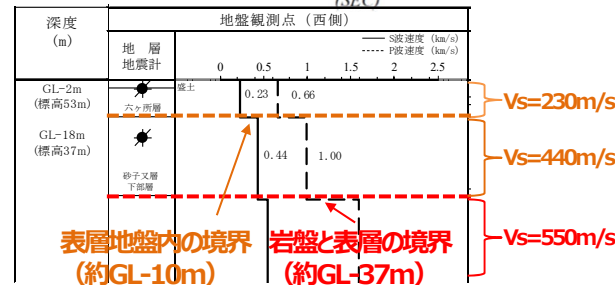 (SEC)
深度
(m)
地盤観測点（西側）
地　層
地震計
S波速度 (km/s)
P波速度 (km/s)
0 0.5 1 1.5 2 2.5
GL-2m
(標高53m)
盛土
六ヶ所層
0.23 0.66
Vs=230m/s
GL-18m
(標高37m)
0.44 1.00
Vs=440m/s
砂子又層
下部層
表層地盤内の境界
（約GL-10m）
岩盤と表層の境界
（約GL-37m）
Vs=550m/s